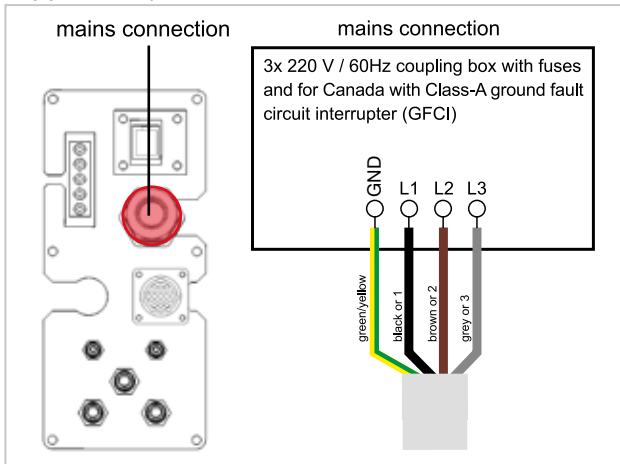 mains connection
mains connection
3x 220 V / 60Hz coupling box with fuses
and for Canada with Class-A ground fault
circuit interrupter (GFCI)
GND
L1
L2
L3
green/yellow
black or 1
brown or 2
grey or 3